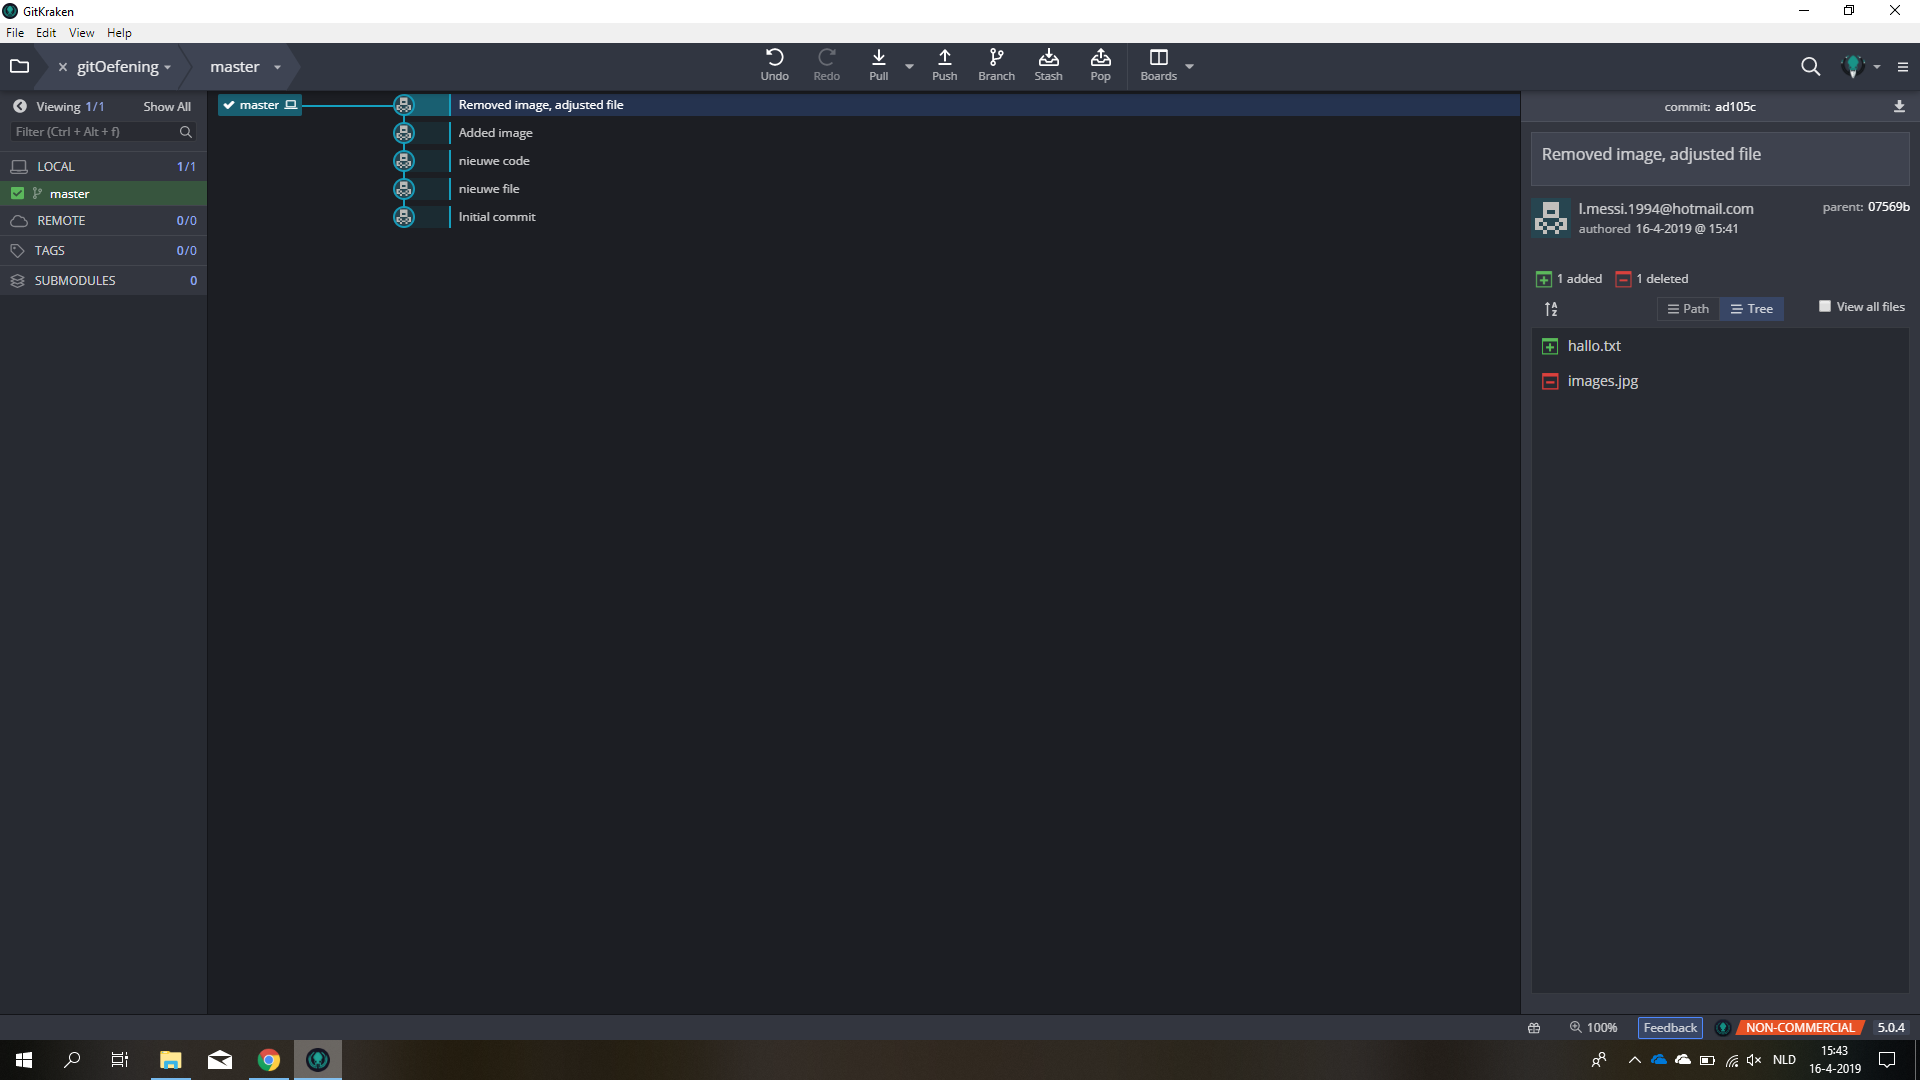 GitKraken
File Edit View Help
gitOefening master Undo Redo Pull Push Branch Stash Pop Boards
Viewing 1/1 Show All
Filter (Ctrl + Alt + f)
LOCAL 1/1
master
REMOTE 0/0
TAGS 0/0
SUBMODULES 0
master Removed image, adjusted file
Added image
nieuwe code
nieuwe file
Initial commit
commit: ad105c
Removed image, adjusted file
l.messi.1994@hotmail.com parent: 07569b
authored 16-4-2019 @ 15:41
1 added 1 deleted
Path Tree View all files
hallo.txt
images.jpg
100% Feedback NON-COMMERCIAL 5.0.4
NLD 15:43
16-4-2019